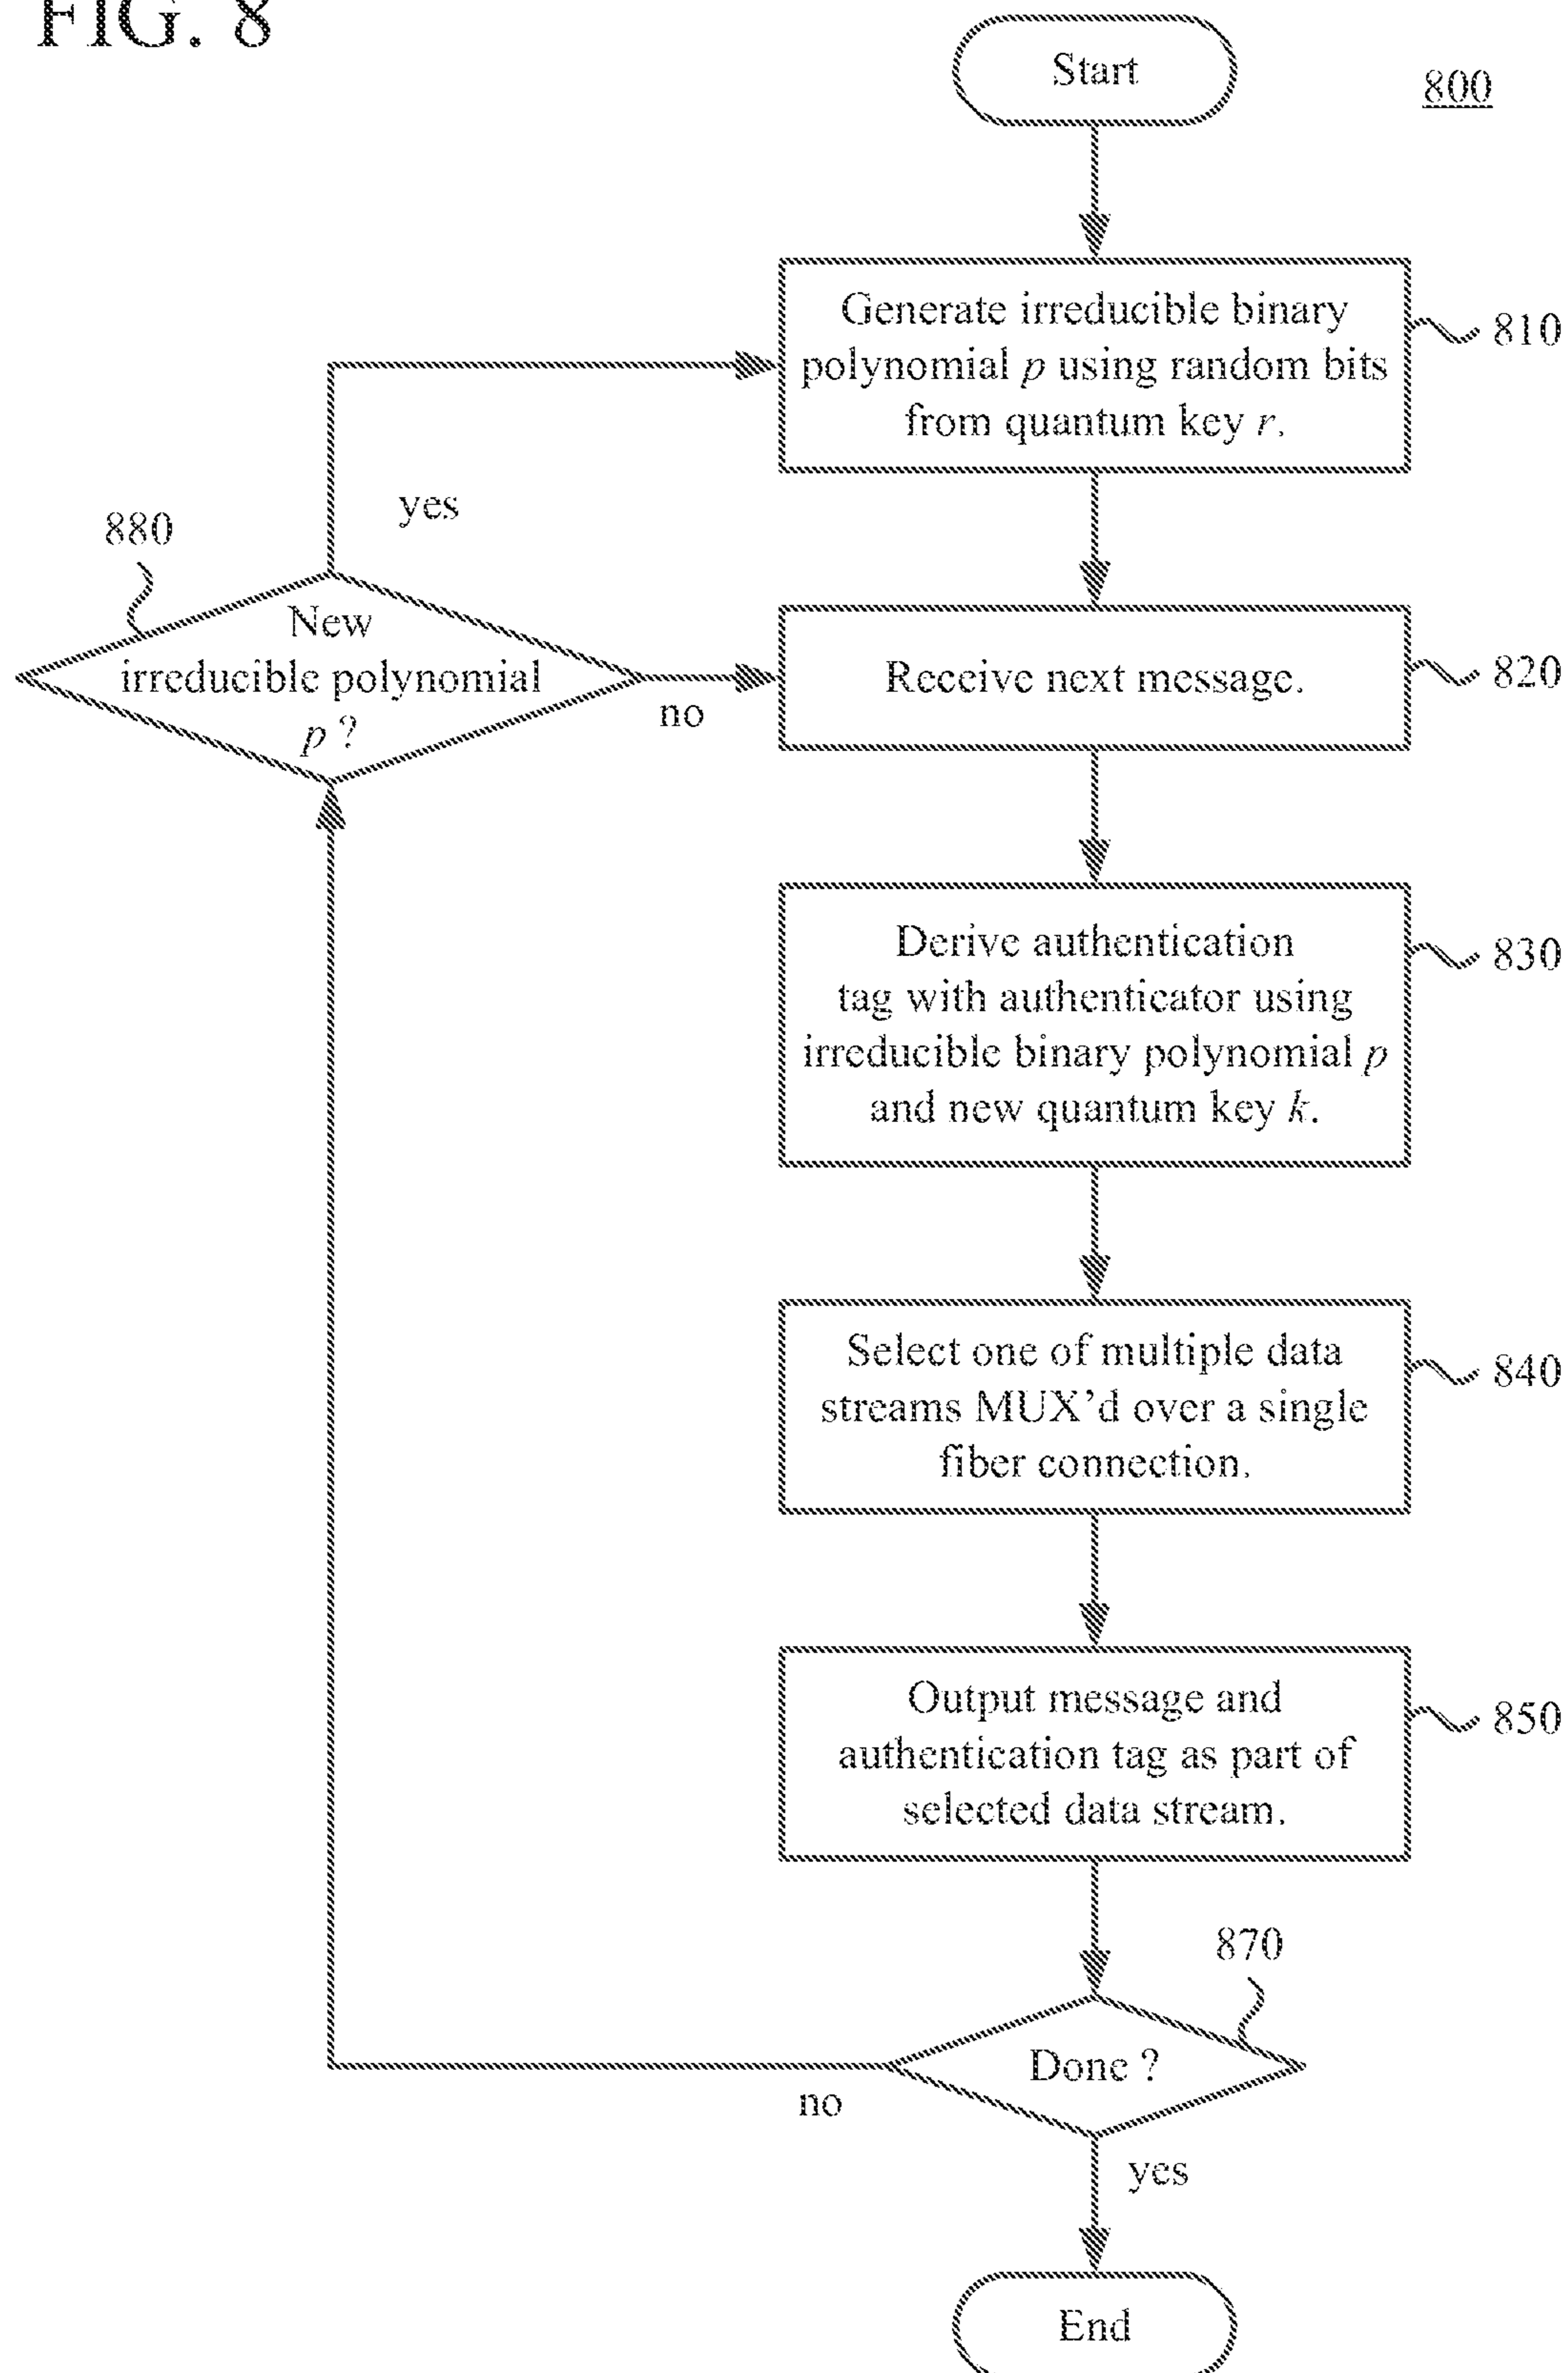 FIG. 8
Start
800
Generate irreducible binary
polynomial p using random bits
from quantum key r.
810
yes
880
New
irreducible polynomial
p ?
no
Receive next message.
820
Derive authentication
tag with authenticator using
irreducible binary polynomial p
and new quantum key k.
830
Select one of multiple data
streams MUX'd over a single
fiber connection.
840
Output message and
authentication tag as part of
selected data stream.
850
870
Done ?
no
yes
End